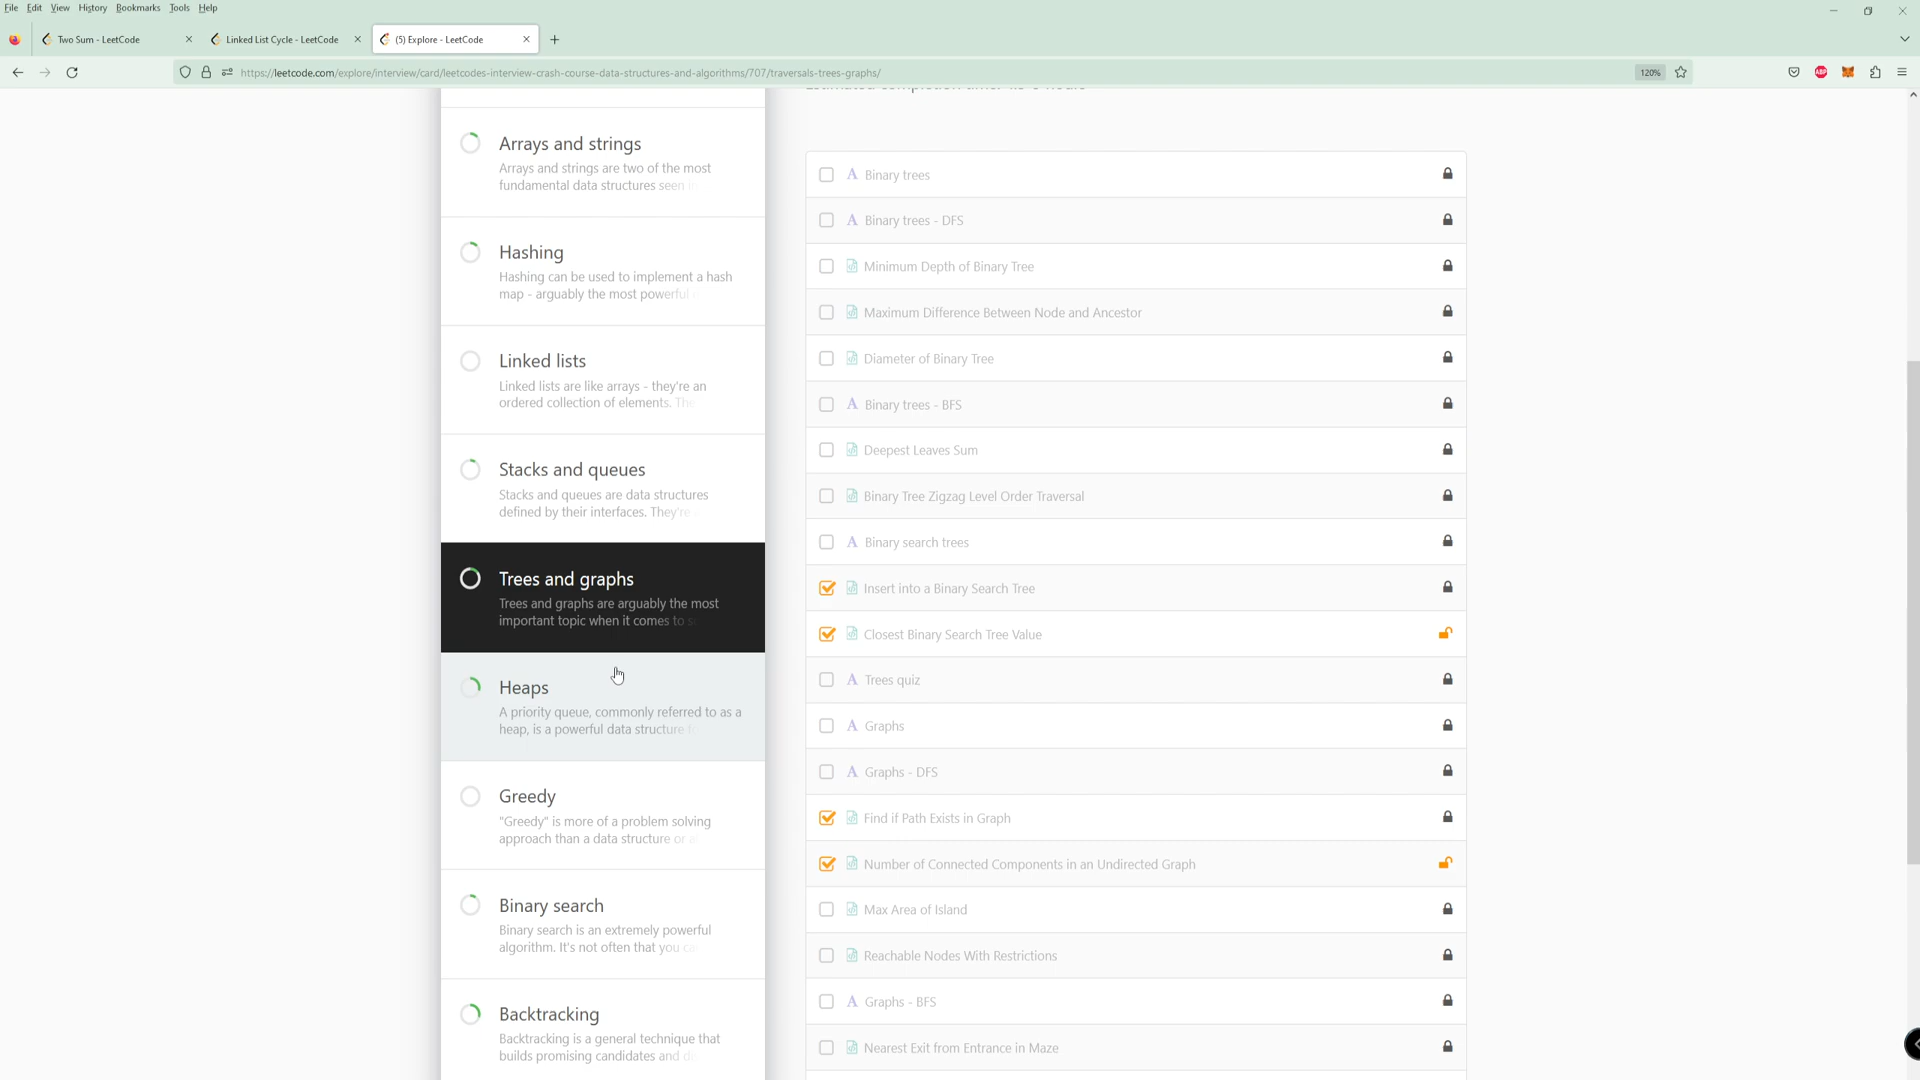 File Edit View History Bookmarks Tools Help
Two Sum - LeetCode
Linked List Cycle - LeetCode
(5) Explore - LeetCode
https://leetcode.com/explore/interview/card/leetcodes-interview-crash-course-data-structures-and-algorithms/707/traversals-trees-graphs/
120%
ABP
Arrays and strings
Arrays and strings are two of the most
fundamental data structures seen in
Hashing
Hashing can be used to implement a hash
map - arguably the most powerful
Linked lists
Linked lists are like arrays - they're an
ordered collection of elements. The
Stacks and queues
Stacks and queues are data structures
defined by their interfaces. They're
Trees and graphs
Trees and graphs are arguably the most
important topic when it comes to
Heaps
A priority queue, commonly referred to as a
heap, is a powerful data structure
Greedy
"Greedy" is more of a problem solving
approach than a data structure or
Binary search
Binary search is an extremely powerful
algorithm. It's not often that you
Backtracking
Backtracking is a general technique that
builds promising candidates and
Binary trees
Binary trees - DFS
Minimum Depth of Binary Tree
Maximum Difference Between Node and Ancestor
Diameter of Binary Tree
Binary trees - BFS
Deepest Leaves Sum
Binary Tree Zigzag Level Order Traversal
Binary search trees
Insert into a Binary Search Tree
Closest Binary Search Tree Value
Trees quiz
Graphs
Graphs - DFS
Find if Path Exists in Graph
Number of Connected Components in an Undirected Graph
Max Area of Island
Reachable Nodes With Restrictions
Graphs - BFS
Nearest Exit from Entrance in Maze